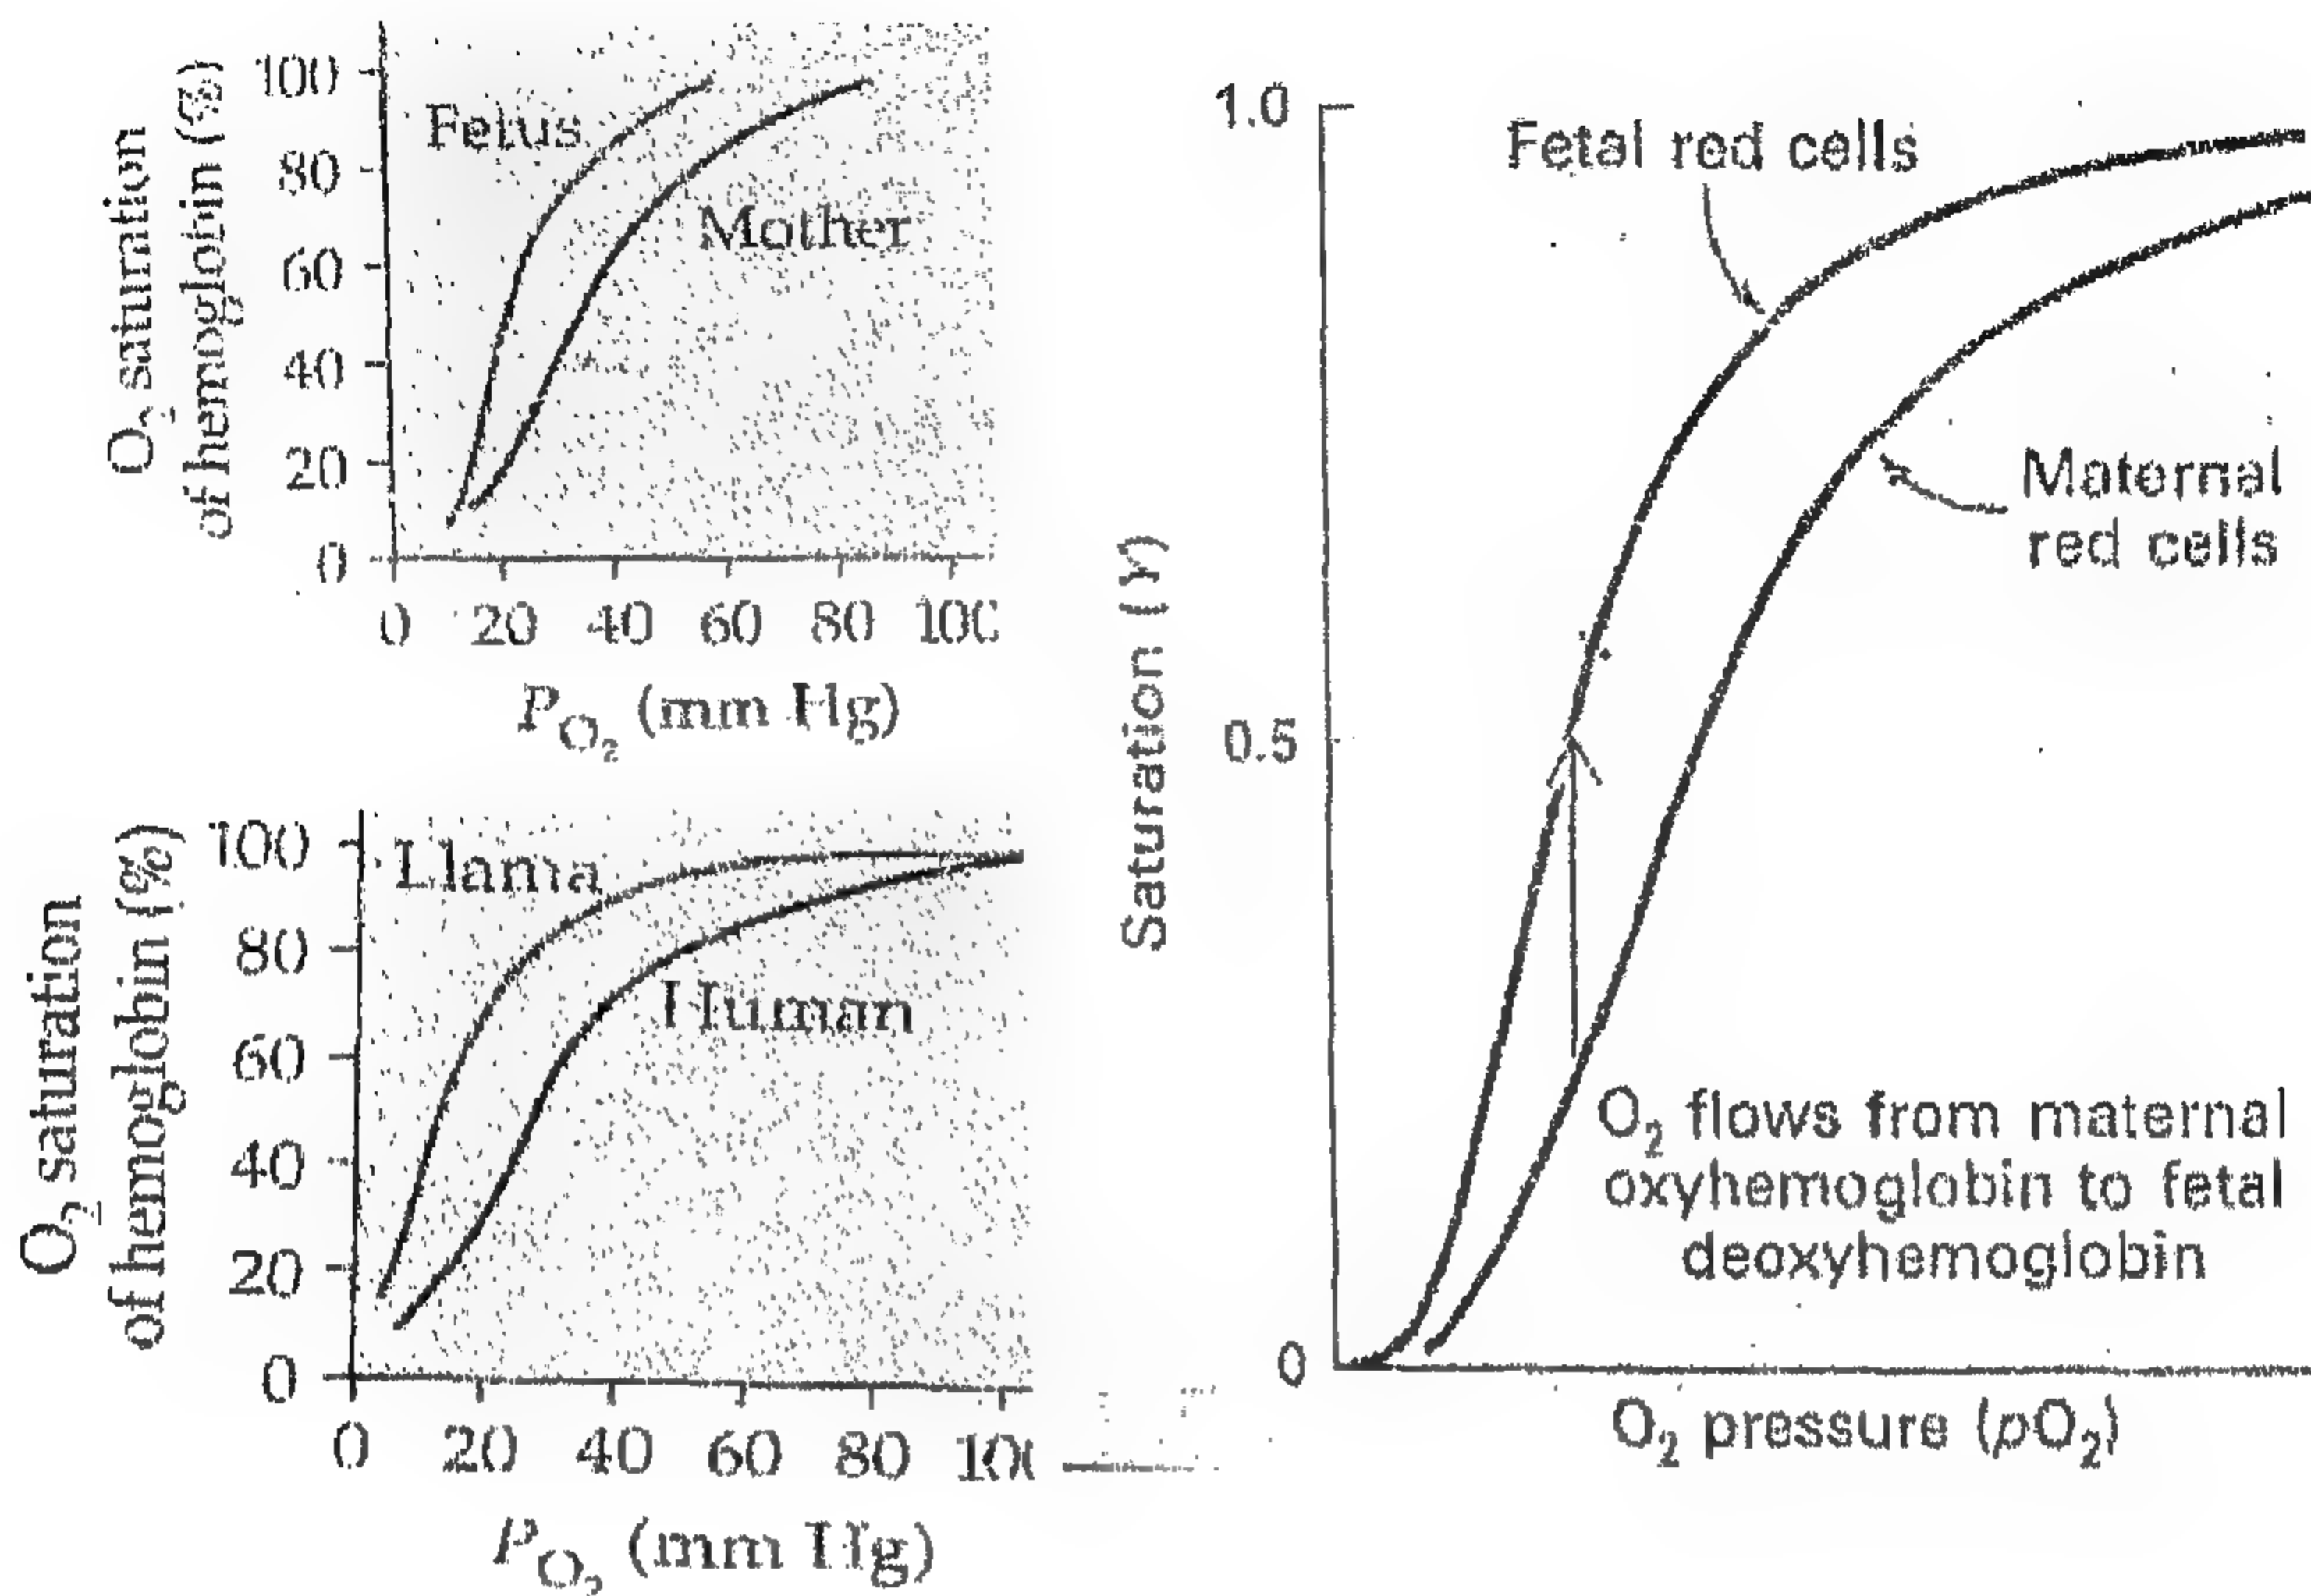 O₂ saturation
of hemoglobin (%)
100
80
60
40
20
0
Fetus
Mother
0 20 40 60 80 100
P O₂ (mm Hg)
O₂ saturation
of hemoglobin (%)
100
80
60
40
20
0
Llama
Human
0 20 40 60 80
P O₂ (mm Hg)
Saturation (Y)
1.0
0.5
0
Fetal red cells
Maternal
red cells
O₂ flows from maternal
oxyhemoglobin to fetal
deoxyhemoglobin
O₂ pressure (pO₂)